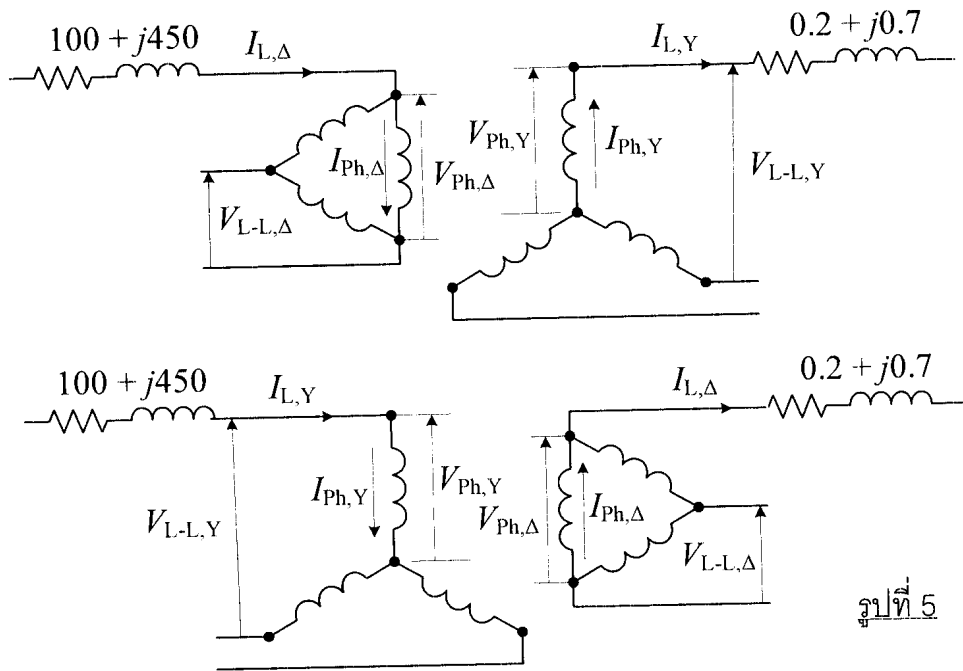 100 + j450
I_L,Δ
I_L,Y
0.2 + j0.7
V_Ph,Y
I_Ph,Y
I_Ph,Δ
V_Ph,Δ
V_L-L,Y
V_L-L,Δ
100 + j450
I_L,Y
I_L,Δ
0.2 + j0.7
I_Ph,Y
V_Ph,Y
V_Ph,Δ
I_Ph,Δ
V_L-L,Y
V_L-L,Δ
รูปที่ 5